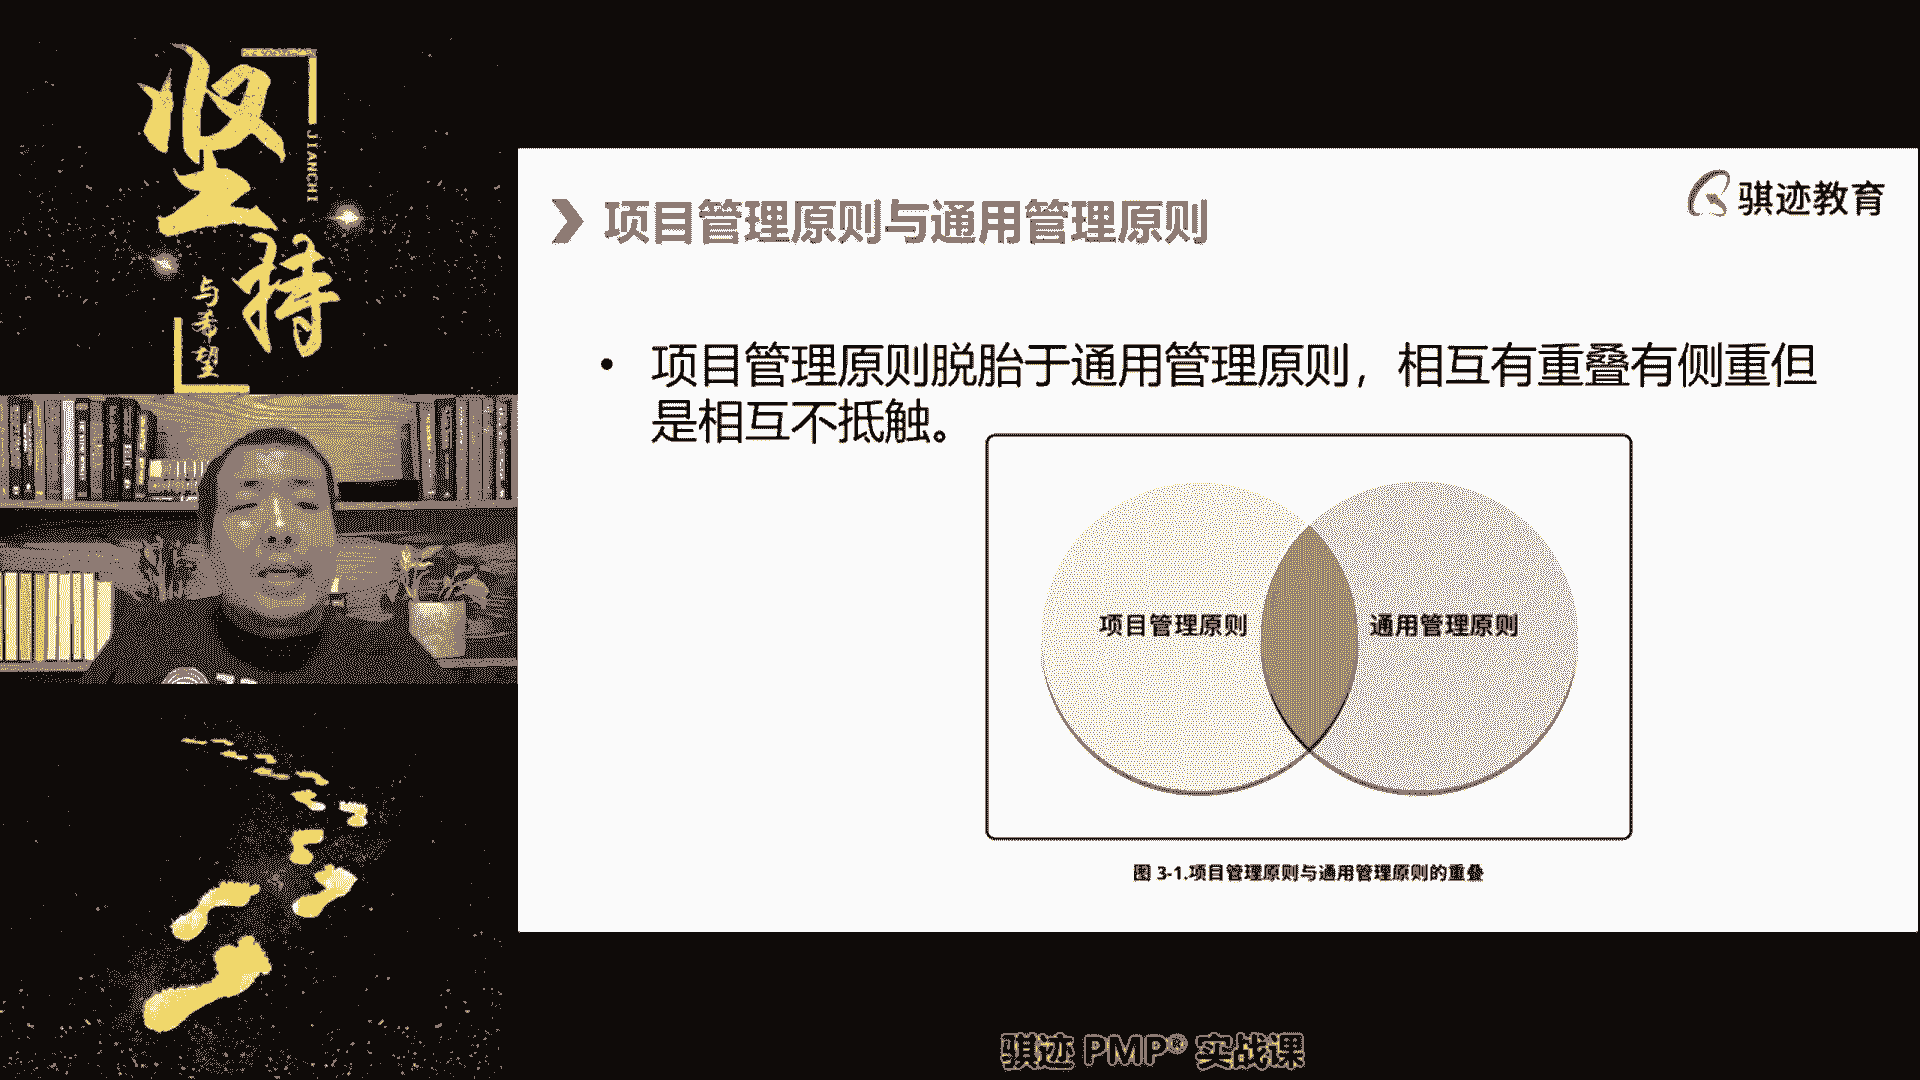 坚持
JIANCHI
与希望
骐迹教育
项目管理原则与通用管理原则
• 项目管理原则脱胎于通用管理原则，相互有重叠有侧重但
是相互不抵触。
项目管理原则
通用管理原则
图 3-1.项目管理原则与通用管理原则的重叠
骐迹 PMP® 实战课